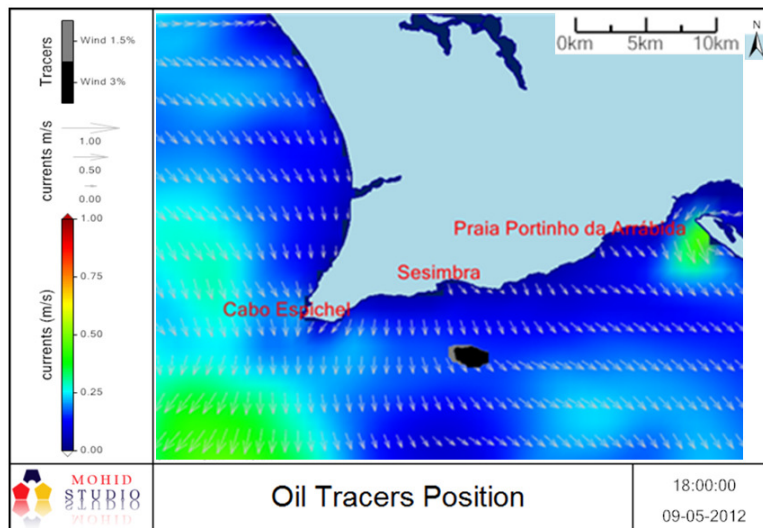 Tracers
Wind 1.5%
Wind 3%
currents m/s
1.00
0.50
0.00
currents (m/s)
1.00
0.75
0.50
0.25
0.00
0km 5km 10km
N
Praia Portinho da Arrábida
Sesimbra
Cabo Espichel
MOHID
STUDIO
Oil Tracers Position
18:00:00
09-05-2012